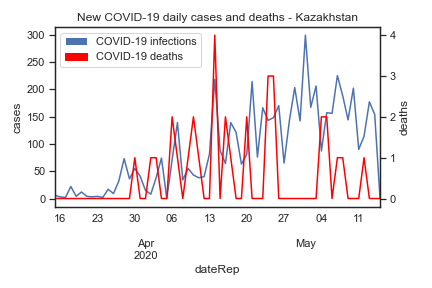 New COVID-19 daily cases and deaths - Kazakhstan
COVID-19 infections
COVID-19 deaths
cases
300
250
200
150
100
50
0
deaths
4
3
2
1
0
16 23 30 06 13 20 27 04 11
Apr May
2020
dateRep